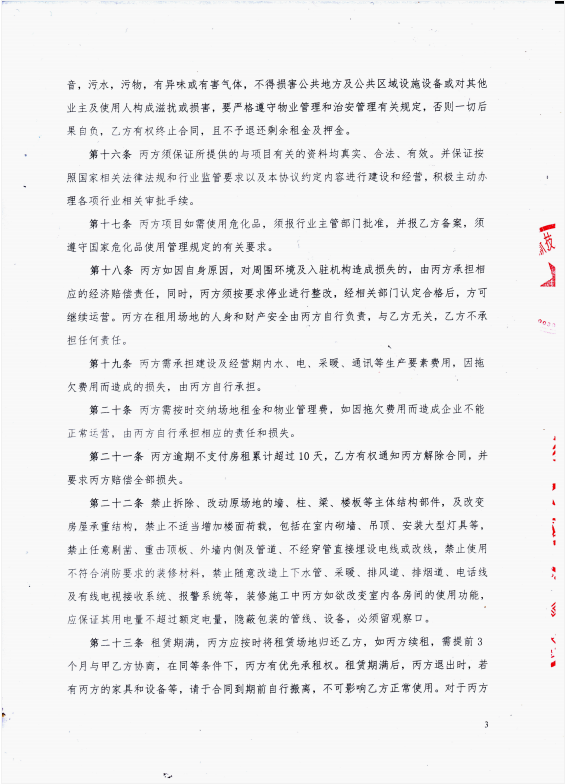 音，污水，污物，有异味或有害气体，不得损害公共地方及公共区域设施设备或对其他
业主及使用人构成滋扰或损害，要严格遵守物业管理和治安管理有关规定，否则一切后
果自负，乙方有权终止合同，且不予退还剩余租金及押金。
第十六条 丙方须保证所提供的与项目有关的资料均真实、合法、有效。并保证按
照国家相关法律法规和行业监管要求以及本协议约定内容进行建设和经营，积极主动办
理各项行业相关审批手续。
第十七条 丙方项目如需使用危化品，须报行业主管部门批准，并报乙方备案，须
遵守国家危化品使用管理规定的有关要求。
第十八条 丙方如因自身原因，对周围环境及入驻机构造成损失的，由丙方承担相
应的经济赔偿责任，同时，丙方须按要求停业进行整改，经相关部门认定合格后，方可
继续运营。丙方在租用场地的人身和财产安全由丙方自行负责，与乙方无关，乙方不承
担任何责任。
第十九条 丙方需承担建设及经营期内水、电、采暖、通讯等生产要素费用，因拖
欠费用而造成的损失，由丙方自行承担。
第二十条 丙方需按时交纳场地租金和物业管理费，如因拖欠费用而造成企业不能
正常运营，由丙方自行承担相应的责任和损失。
第二十一条 丙方逾期不支付房租累计超过 10 天，乙方有权通知丙方解除合同，并
要求丙方赔偿全部损失。
第二十二条 禁止拆除、改动原场地的墙、柱、梁、楼板等主体结构部件，及改变
房屋承重结构，禁止不适当增加楼面荷载，包括在室内砌墙、吊顶、安装大型灯具等，
禁止任意剔凿、重击顶板、外墙内侧及管道、不经穿管直接埋设电线或改线，禁止使用
不符合消防要求的装修材料，禁止随意改造上下水管、采暖、排风道、排烟道、电话线
及有线电视接收系统、报警系统等，装修施工中丙方如欲改变室内各房间的使用功能，
应保证其用电量不超过额定电量，隐蔽包装的管线、设备，必须留观察口。
第二十三条 租赁期满，丙方应按时将租赁场地归还乙方，如丙方续租，需提前 3
个月与甲乙方协商，在同等条件下，丙方有优先承租权。租赁期满后，丙方退出时，若
有丙方的家具和设备等，请于合同到期前自行搬离，不可影响乙方正常使用。对于丙方
3
技